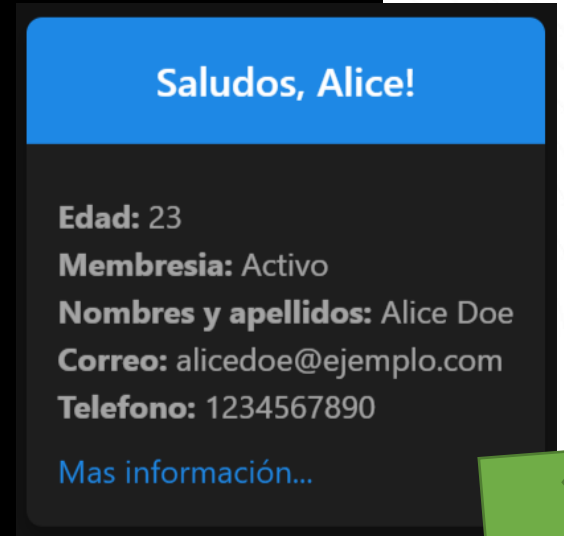 Saludos, Alice!
Edad: 23
Membresia: Activo
Nombres y apellidos: Alice Doe
Correo: alicedoe@ejemplo.com
Telefono: 1234567890
Mas información...